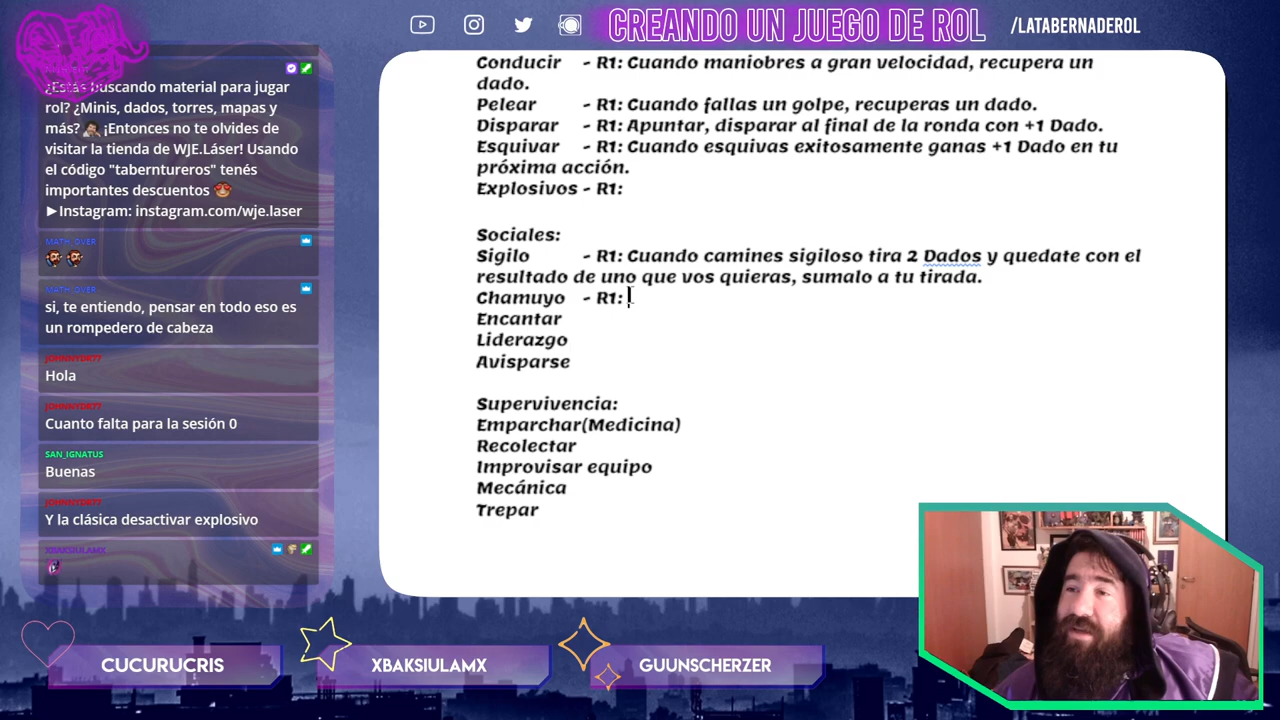 CREANDO UN JUEGO DE ROL
/LATABERNADEROL
¿Estás buscando material para jugar
rol? ¿Minis, dados, torres, mapas y
más? ¡Entonces no te olvides de
visitar la tienda de WJE.Láser! Usando
el código "taberntureros" tenés
importantes descuentos
►Instagram: instagram.com/wje.laser
MATH_OVER
MATH_OVER
si, te entiendo, pensar en todo eso es
un rompedero de cabeza
JOHNNYDR77
Hola
JOHNNYDR77
Cuanto falta para la sesión 0
SAN_IGNATUS
Buenas
JOHNNYDR77
Y la clásica desactivar explosivo
XBAKSIULAMX
Conducir - R1: Cuando maniobres a gran velocidad, recupera un
dado.
Pelear - R1: Cuando fallas un golpe, recuperas un dado.
Disparar - R1: Apuntar, disparar al final de la ronda con +1 Dado.
Esquivar - R1: Cuando esquivas exitosamente ganas +1 Dado en tu
próxima acción.
Explosivos - R1:
Sociales:
Sigilo - R1: Cuando camines sigiloso tira 2 Dados y quedate con el
resultado de uno que vos quieras, sumalo a tu tirada.
Chamuyo - R1:
Encantar
Liderazgo
Avisparse
Supervivencia:
Emparchar(Medicina)
Recolectar
Improvisar equipo
Mecánica
Trepar
CUCURUCRIS
XBAKSIULAMX
GUUNSCHERZER